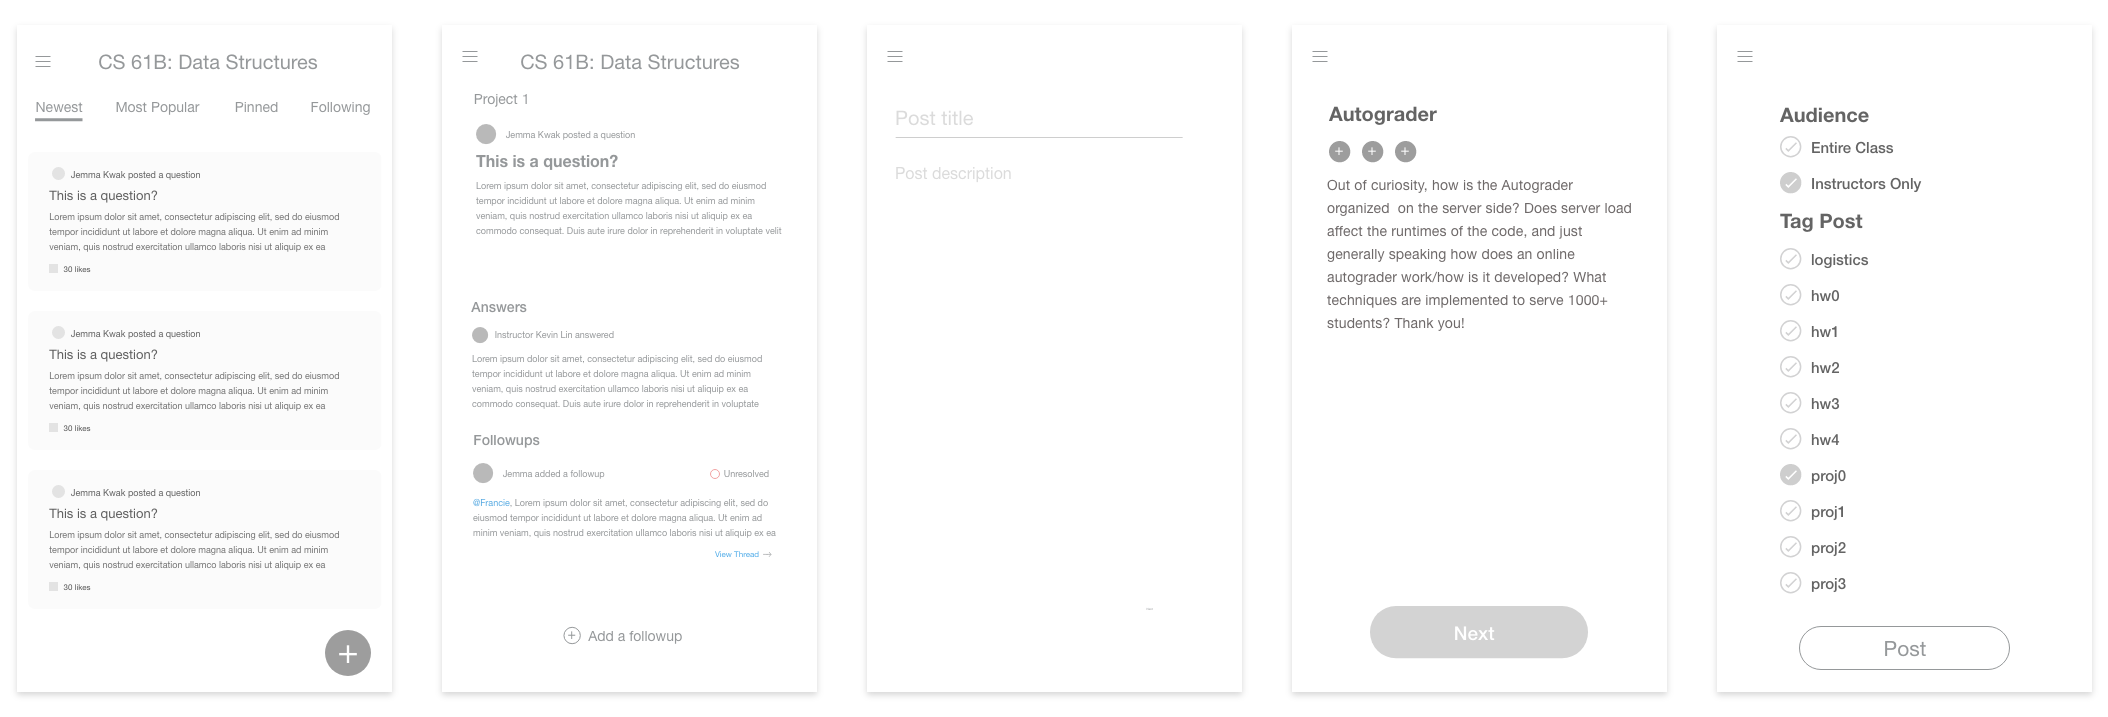 CS 61B: Data Structures
Newest Most Popular Pinned Following
Jemma Kwak posted a question
This is a question?
Lorem ipsum dolor sit amet, consectetur adipiscing elit, sed do eiusmod
tempor incididunt ut labore et dolore magna aliqua. Ut enim ad minim
veniam, quis nostrud exercitation ullamco laboris nisi ut aliquip ex ea
30 likes
Jemma Kwak posted a question
This is a question?
Lorem ipsum dolor sit amet, consectetur adipiscing elit, sed do eiusmod
tempor incididunt ut labore et dolore magna aliqua. Ut enim ad minim
veniam, quis nostrud exercitation ullamco laboris nisi ut aliquip ex ea
30 likes
Jemma Kwak posted a question
This is a question?
Lorem ipsum dolor sit amet, consectetur adipiscing elit, sed do eiusmod
tempor incididunt ut labore et dolore magna aliqua. Ut enim ad minim
veniam, quis nostrud exercitation ullamco laboris nisi ut aliquip ex ea
30 likes
CS 61B: Data Structures
Project 1
Jemma Kwak posted a question
This is a question?
Lorem ipsum dolor sit amet, consectetur adipiscing elit, sed do eiusmod
tempor incididunt ut labore et dolore magna aliqua. Ut enim ad minim
veniam, quis nostrud exercitation ullamco laboris nisi ut aliquip ex ea
commodo consequat. Duis aute irure dolor in reprehenderit in voluptate velit
Answers
Instructor Kevin Lin answered
Lorem ipsum dolor sit amet, consectetur adipiscing elit, sed do eiusmod
tempor incididunt ut labore et dolore magna aliqua. Ut enim ad minim
veniam, quis nostrud exercitation ullamco laboris nisi ut aliquip ex ea
commodo consequat. Duis aute irure dolor in reprehenderit in voluptate
Followups
Jemma added a followup Unresolved
@Francie, Lorem ipsum dolor sit amet, consectetur adipiscing elit, sed do
eiusmod tempor incididunt ut labore et dolore magna aliqua. Ut enim ad
minim veniam, quis nostrud exercitation ullamco laboris nisi ut aliquip ex ea
View Thread →
Add a followup
Post title
Post description
Autograder
Out of curiosity, how is the Autograder
organized on the server side? Does server load
affect the runtimes of the code, and just
generally speaking how does an online
autograder work/how is it developed? What
techniques are implemented to serve 1000+
students? Thank you!
Next
Audience
Entire Class
Instructors Only
Tag Post
logistics
hw0
hw1
hw2
hw3
hw4
proj0
proj1
proj2
proj3
Post